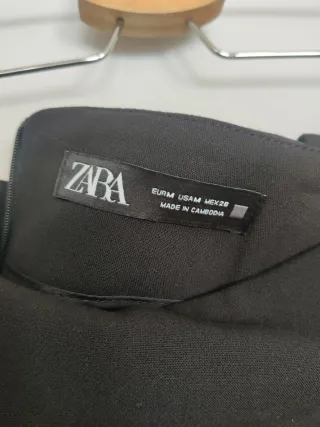 ZARA
EUR M USA M MEX 28
MADE IN CAMBODIA